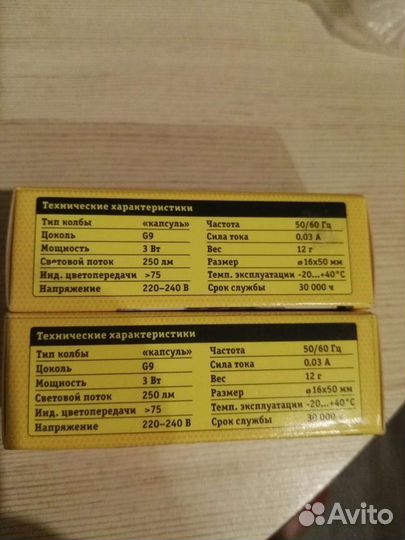 Технические характеристики
Тип колбы «капсуль» Частота 50/60 Гц
Цоколь G9 Сила тока 0,03 А
Мощность 3 Вт Вес 12 г
Световой поток 250 лм Размер ⌀16x50 мм
Инд. цветопередачи >75 Темп. эксплуатации -20...+40°C
Напряжение 220–240 В Срок службы 30 000 ч
Технические характеристики
Тип колбы «капсуль» Частота 50/60 Гц
Цоколь G9 Сила тока 0,03 А
Мощность 3 Вт Вес 12 г
Световой поток 250 лм Размер ⌀16x50 мм
Инд. цветопередачи >75 Темп. эксплуатации -20...+40°C
Напряжение 220–240 В Срок службы 30 000 ч
Avito